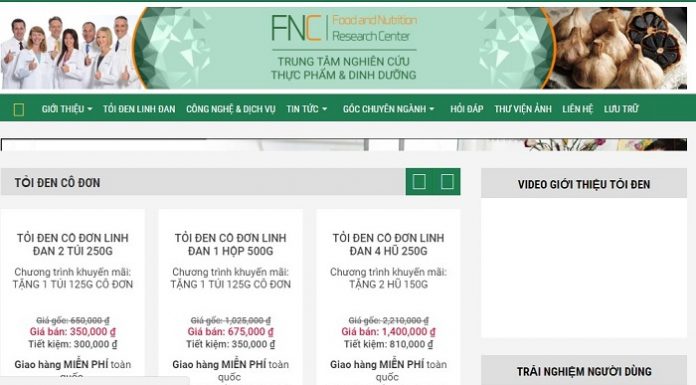 FNC Food and Nutrition
Research Center
TRUNG TÂM NGHIÊN CỨU
THỰC PHẨM & DINH DƯỠNG
GIỚI THIỆU TỎI ĐEN LINH ĐAN CÔNG NGHỆ & DỊCH VỤ TIN TỨC GÓC CHUYÊN NGÀNH HỎI ĐÁP THƯ VIỆN ẢNH LIÊN HỆ LƯU TRỮ
TỎI ĐEN CÔ ĐƠN
VIDEO GIỚI THIỆU TỎI ĐEN
TỎI ĐEN CÔ ĐƠN LINH
ĐAN 2 TÚI 250G
Chương trình khuyến mãi:
TẶNG 1 TÚI 125G CÔ ĐƠN
Giá gốc: 650,000 ₫
Giá bán: 350,000 ₫
Tiết kiệm: 300,000 ₫
Giao hàng MIỄN PHÍ toàn
quốc
TỎI ĐEN CÔ ĐƠN LINH
ĐAN 1 HỘP 500G
Chương trình khuyến mãi:
TẶNG 1 TÚI 125G CÔ ĐƠN
Giá gốc: 1,025,000 ₫
Giá bán: 675,000 ₫
Tiết kiệm: 350,000 ₫
Giao hàng MIỄN PHÍ toàn
quốc
TỎI ĐEN CÔ ĐƠN LINH
ĐAN 4 HŨ 250G
Chương trình khuyến mãi:
TẶNG 2 HŨ 150G
Giá gốc: 2,210,000 ₫
Giá bán: 1,400,000 ₫
Tiết kiệm: 810,000 ₫
Giao hàng MIỄN PHÍ toàn
quốc
TRẢI NGHIỆM NGƯỜI DÙNG